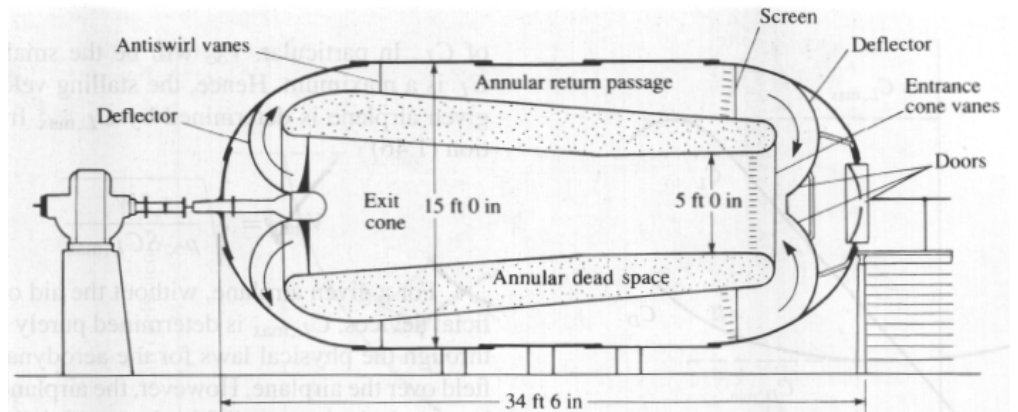 Screen
Antiswirl vanes
Deflector
Annular return passage
Entrance
cone vanes
Deflector
Doors
Exit
cone
15 ft 0 in
5 ft 0 in
Annular dead space
34 ft 6 in